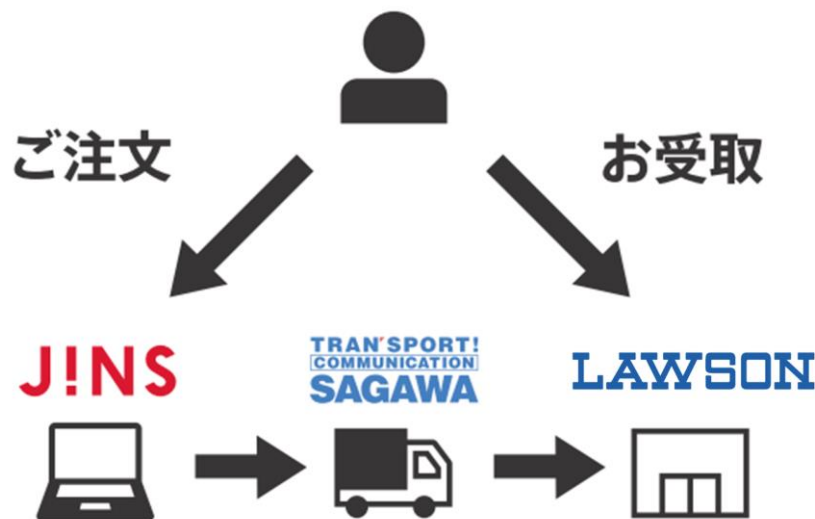 ご注文
お受取
J!NS
TRAN'SPORT!
COMMUNICATION
SAGAWA
LAWSON